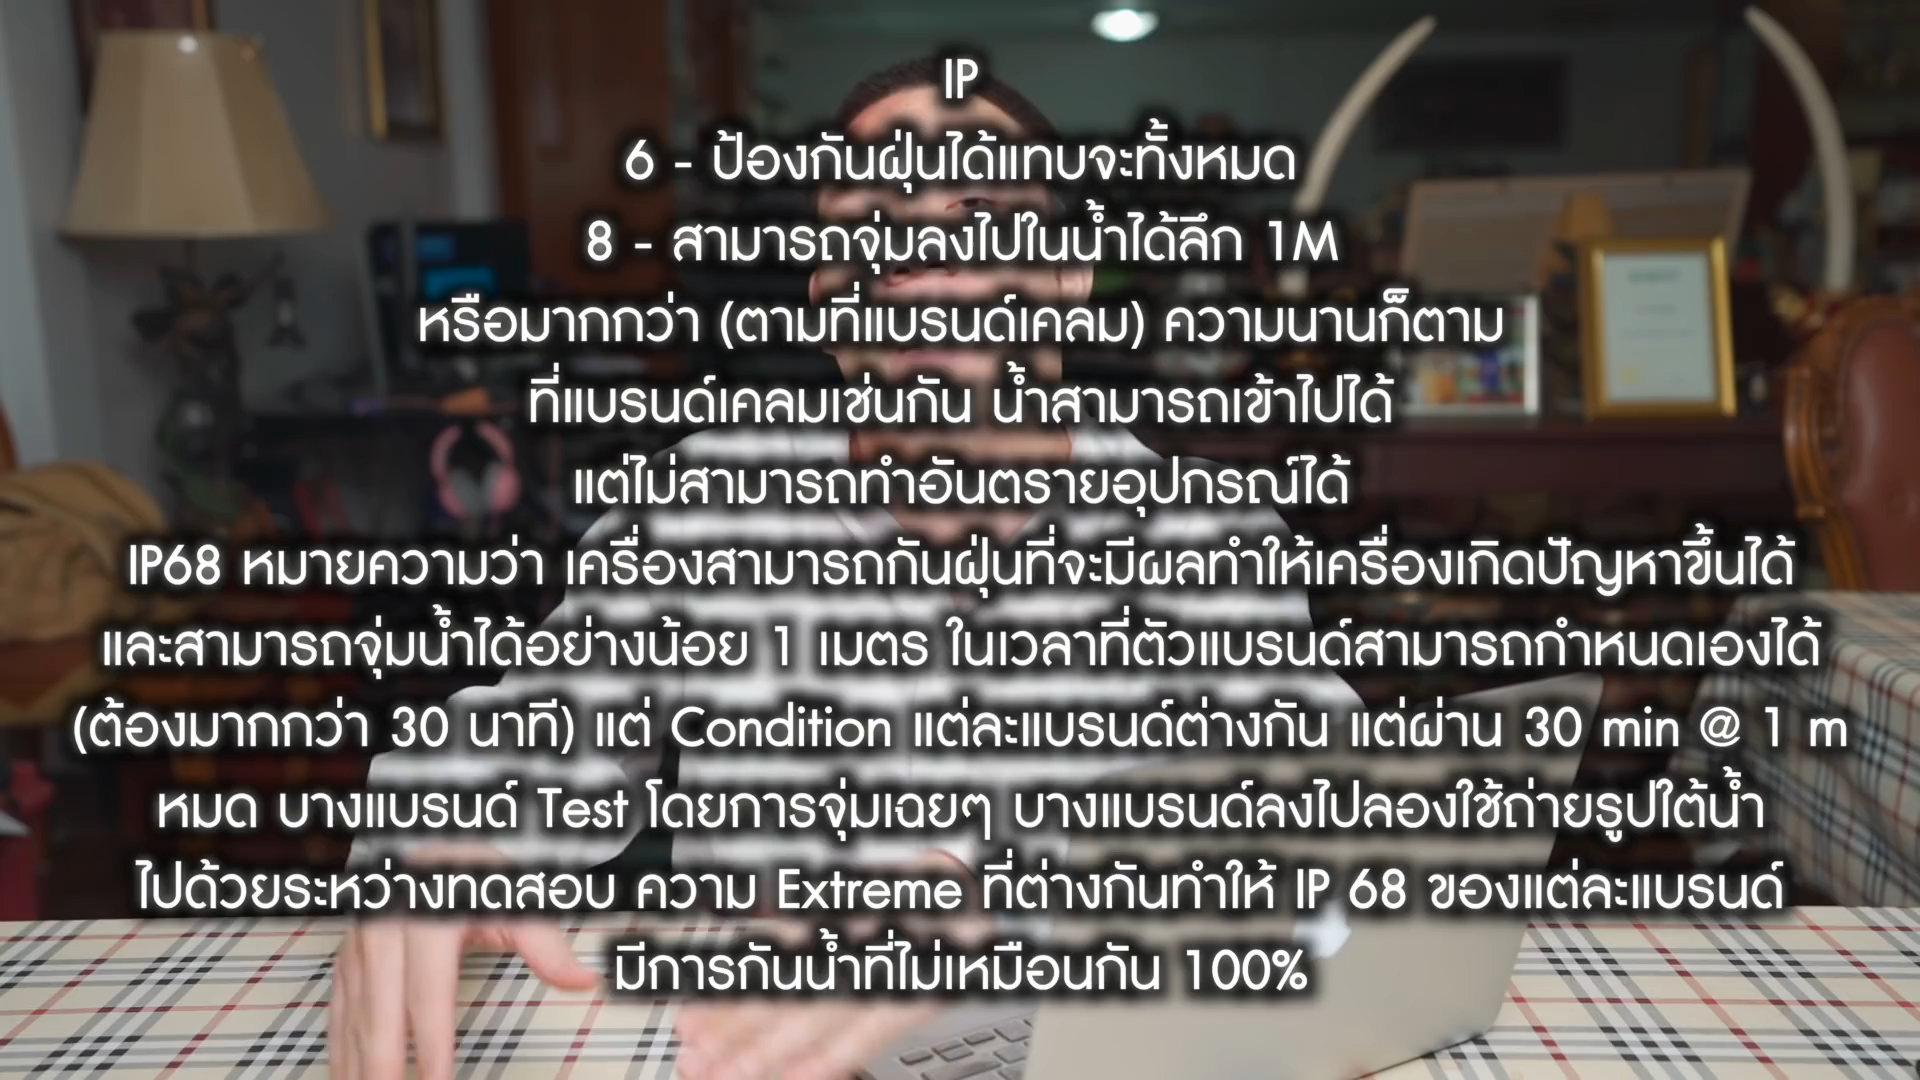 IP
6 - ป้องกันฝุ่นได้แทบจะทั้งหมด
8 - สามารถจุ่มลงไปในน้ำได้ลึก 1M
หรือมากกว่า (ตามที่แบรนด์เคลม) ความนานก็ตาม
ที่แบรนด์เคลมเช่นกัน น้ำสามารถเข้าไปได้
แต่ไม่สามารถทำอันตรายอุปกรณ์ได้
IP68 หมายความว่า เครื่องสามารถกันฝุ่นที่จะมีผลทำให้เครื่องเกิดปัญหาขึ้นได้
และสามารถจุ่มน้ำได้อย่างน้อย 1 เมตร ในเวลาที่ตัวแบรนด์สามารถกำหนดเองได้
(ต้องมากกว่า 30 นาที) แต่ Condition แต่ละแบรนด์ต่างกัน แต่ผ่าน 30 min @ 1 m
หมด บางแบรนด์ Test โดยการจุ่มเฉยๆ บางแบรนด์ลงไปลองใช้ถ่ายรูปใต้น้ำ
ไปด้วยระหว่างทดสอบ ความ Extreme ที่ต่างกันทำให้ IP 68 ของแต่ละแบรนด์
มีการกันน้ำที่ไม่เหมือนกัน 100%